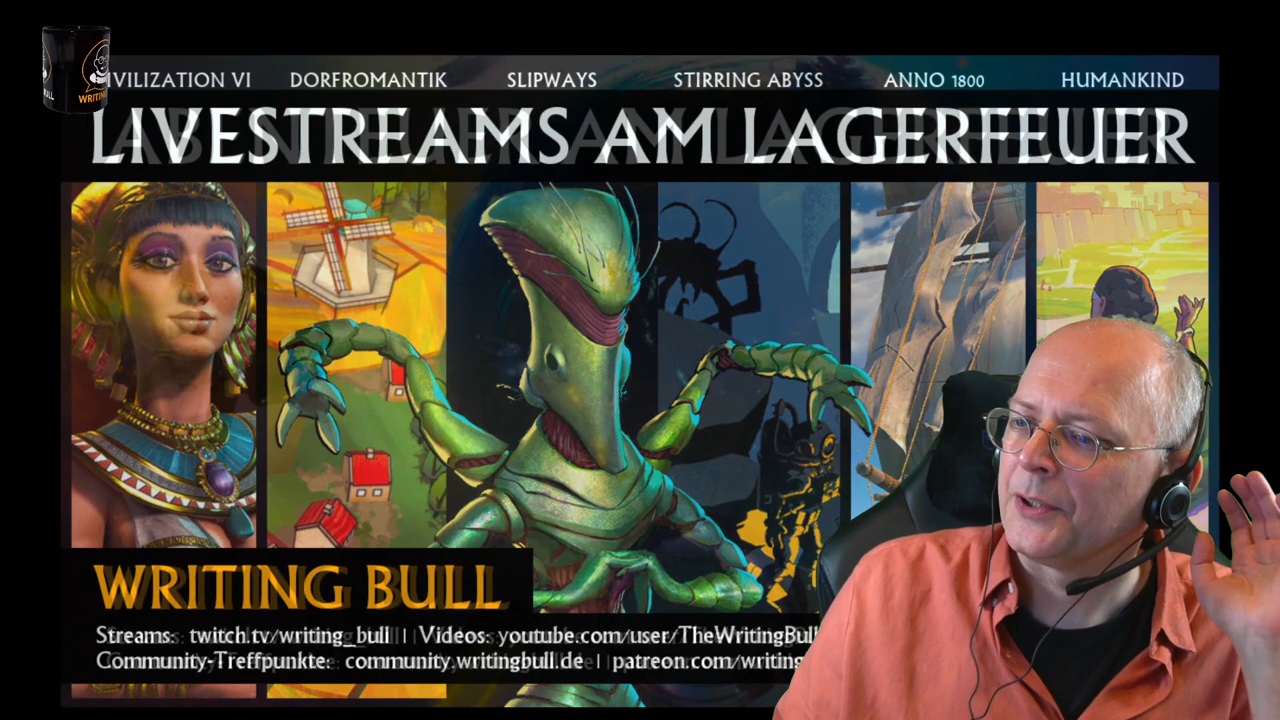 IVILIZATION VI DORFROMANTIK SLIPWAYS STIRRING ABYSS ANNO 1800 HUMANKIND
LIVESTREAMS AM LAGERFEUER
WRITING BULL
Streams: twitch.tv/writing_bull | Videos: youtube.com/user/TheWritingBull
Community-Treffpunkte: community.writingbull.de | patreon.com/writing